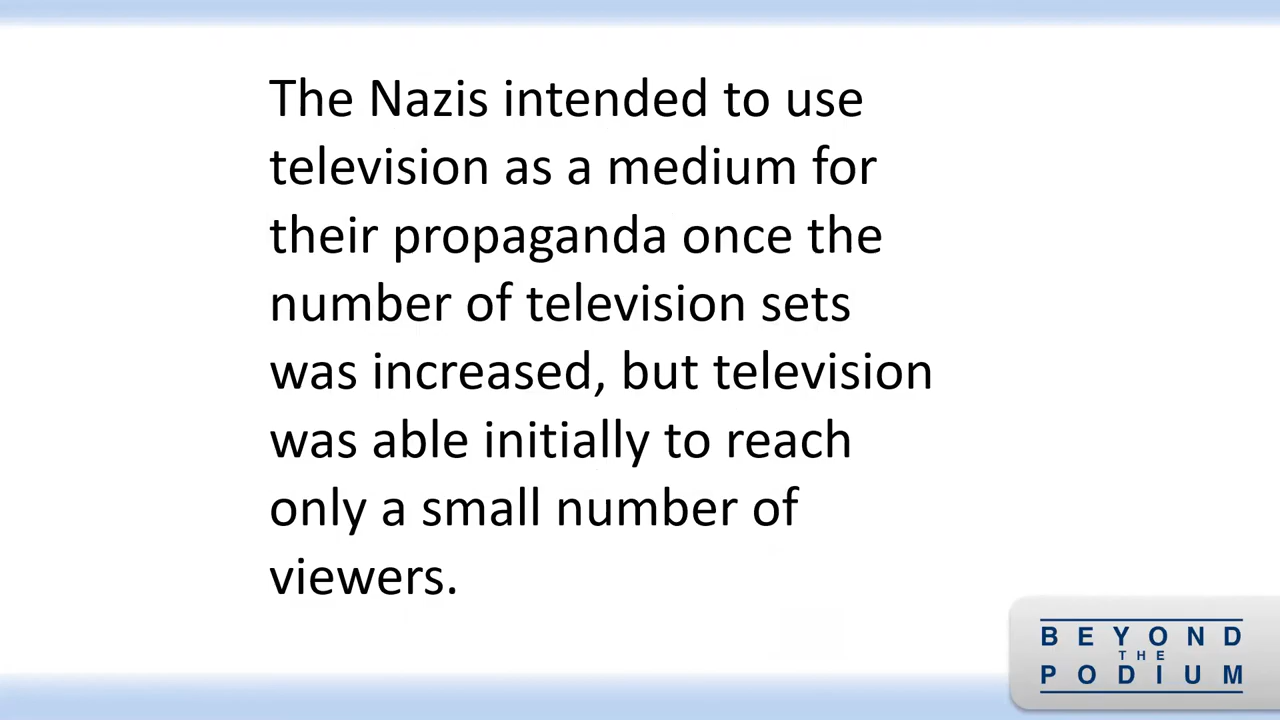 The Nazis intended to use
television as a medium for
their propaganda once the
number of television sets
was increased, but television
was able initially to reach
only a small number of
viewers.
BEYOND
THE
PODIUM